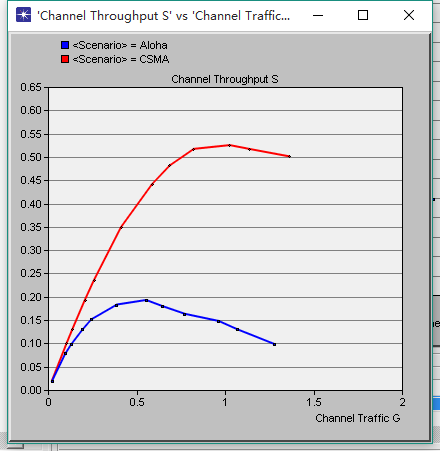 'Channel Throughput S' vs 'Channel Traffic...
<Scenario> = Aloha
<Scenario> = CSMA
Channel Throughput S
0.65
0.60
0.55
0.50
0.45
0.40
0.35
0.30
0.25
0.20
0.15
0.10
0.05
0.00
0 0.5 1 1.5 2
Channel Traffic G